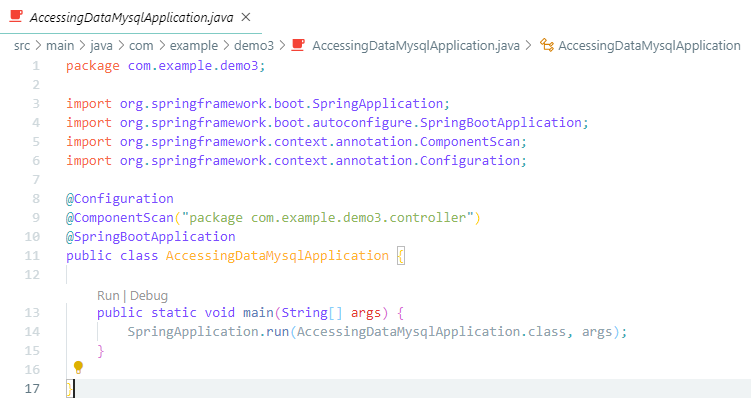 AccessingDataMysqlApplication.java ×
src > main > java > com > example > demo3 > AccessingDataMysqlApplication.java > AccessingDataMysqlApplication
1 package com.example.demo3;
2
3 import org.springframework.boot.SpringApplication;
4 import org.springframework.boot.autoconfigure.SpringBootApplication;
5 import org.springframework.context.annotation.ComponentScan;
6 import org.springframework.context.annotation.Configuration;
7
8 @Configuration
9 @ComponentScan("package com.example.demo3.controller")
10 @SpringBootApplication
11 public class AccessingDataMysqlApplication {
12
Run | Debug
13 public static void main(String[] args) {
14 SpringApplication.run(AccessingDataMysqlApplication.class, args);
15 }
16
17 }